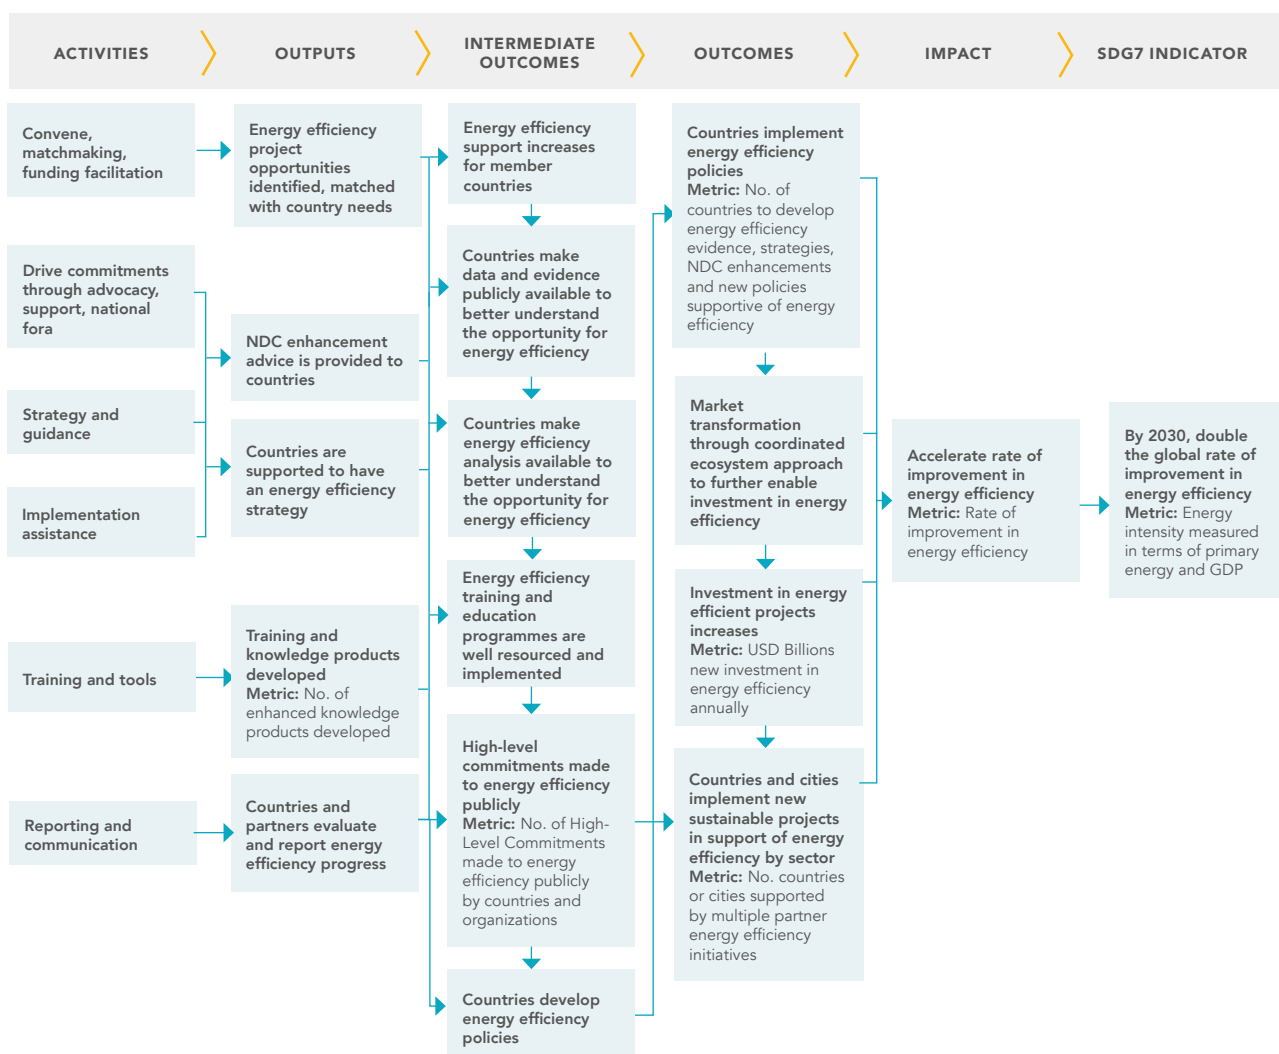 ACTIVITIES
OUTPUTS
INTERMEDIATE
OUTCOMES
OUTCOMES
IMPACT
SDG7 INDICATOR
Convene,
matchmaking,
funding facilitation
Drive commitments
through advocacy,
support, national
fora
Strategy and
guidance
Implementation
assistance
Training and tools
Reporting and
communication
Energy efficiency
project
opportunities
identified, matched
with country needs
NDC enhancement
advice is provided to
countries
Countries are
supported to have
an energy efficiency
strategy
Training and
knowledge products
developed
Metric: No. of
enhanced knowledge
products developed
Countries and
partners evaluate
and report energy
efficiency progress
Energy efficiency
support increases
for member
countries
Countries make
data and evidence
publicly available to
better understand
the opportunity for
energy efficiency
Countries make
energy efficiency
analysis available to
better understand
the opportunity for
energy efficiency
Energy efficiency
training and
education
programmes are
well resourced and
implemented
High-level
commitments made
to energy efficiency
publicly
Metric: No. of High-
Level Commitments
made to energy
efficiency publicly
by countries and
organizations
Countries develop
energy efficiency
policies
Countries implement
energy efficiency
policies
Metric: No. of
countries to develop
energy efficiency
evidence, strategies,
NDC enhancements
and new policies
supportive of energy
efficiency
Market
transformation
through coordinated
ecosystem approach
to further enable
investment in energy
efficiency
Investment in energy
efficient projects
increases
Metric: USD Billions
new investment in
energy efficiency
annually
Countries and cities
implement new
sustainable projects
in support of energy
efficiency by sector
Metric: No. countries
or cities supported
by multiple partner
energy efficiency
initiatives
Accelerate rate of
improvement in
energy efficiency
Metric: Rate of
improvement in
energy efficiency
By 2030, double
the global rate of
improvement in
energy efficiency
Metric: Energy
intensity measured
in terms of primary
energy and GDP